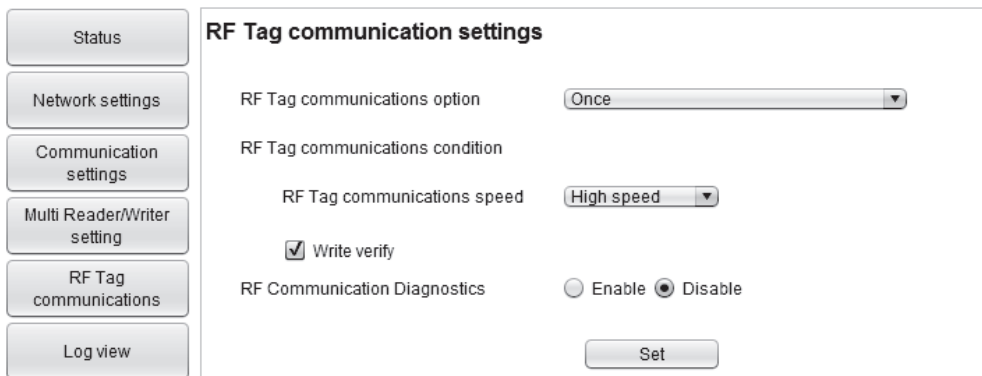 Status
Network settings
Communication
settings
Multi Reader/Writer
setting
RF Tag
communications
Log view
RF Tag communication settings
RF Tag communications option Once
RF Tag communications condition
RF Tag communications speed High speed
Write verify
RF Communication Diagnostics Enable Disable
Set